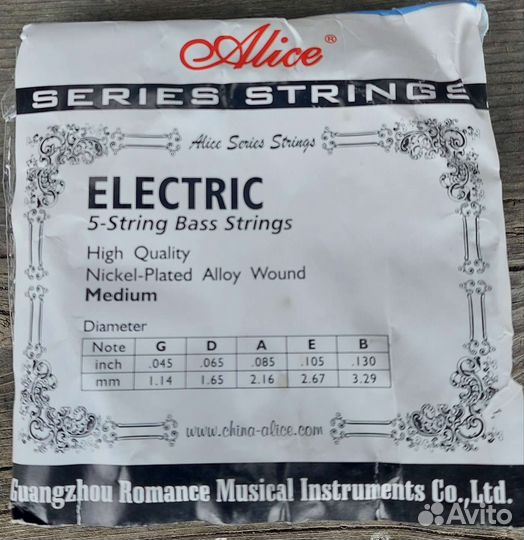 Alice®
SERIES STRINGS
Alice Series Strings
ELECTRIC
5-String Bass Strings
High Quality
Nickel-Plated Alloy Wound
Medium
Diameter
Note G D A E B
inch .045 .065 .085 .105 .130
mm 1.14 1.65 2.16 2.67 3.29
www.china-alice.com
Guangzhou Romance Musical Instruments Co.,Ltd.
Avito